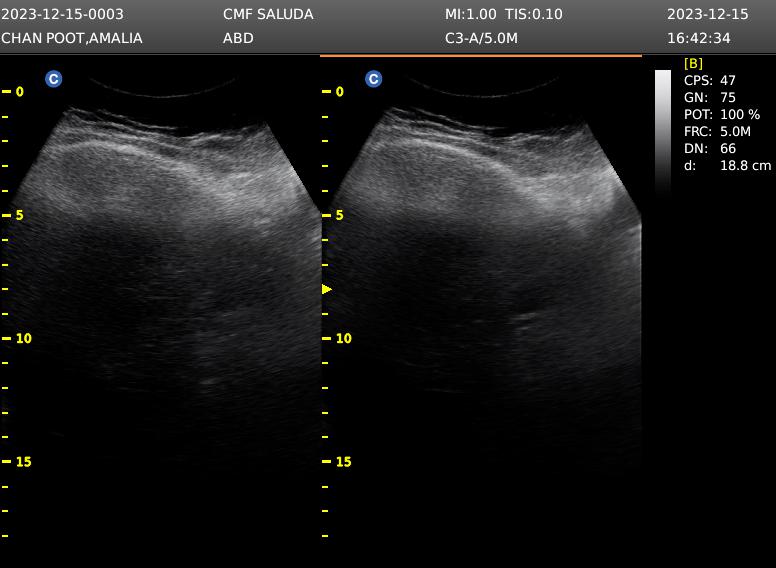 2023-12-15-0003 CMF SALUDA MI:1.00 TIS:0.10 2023-12-15
CHAN POOT,AMALIA ABD C3-A/5.0M 16:42:34
[B]
CPS: 47
GN: 75
POT: 100 %
FRC: 5.0M
DN: 66
d: 18.8 cm
C C
0 0
5 5
10 10
15 15